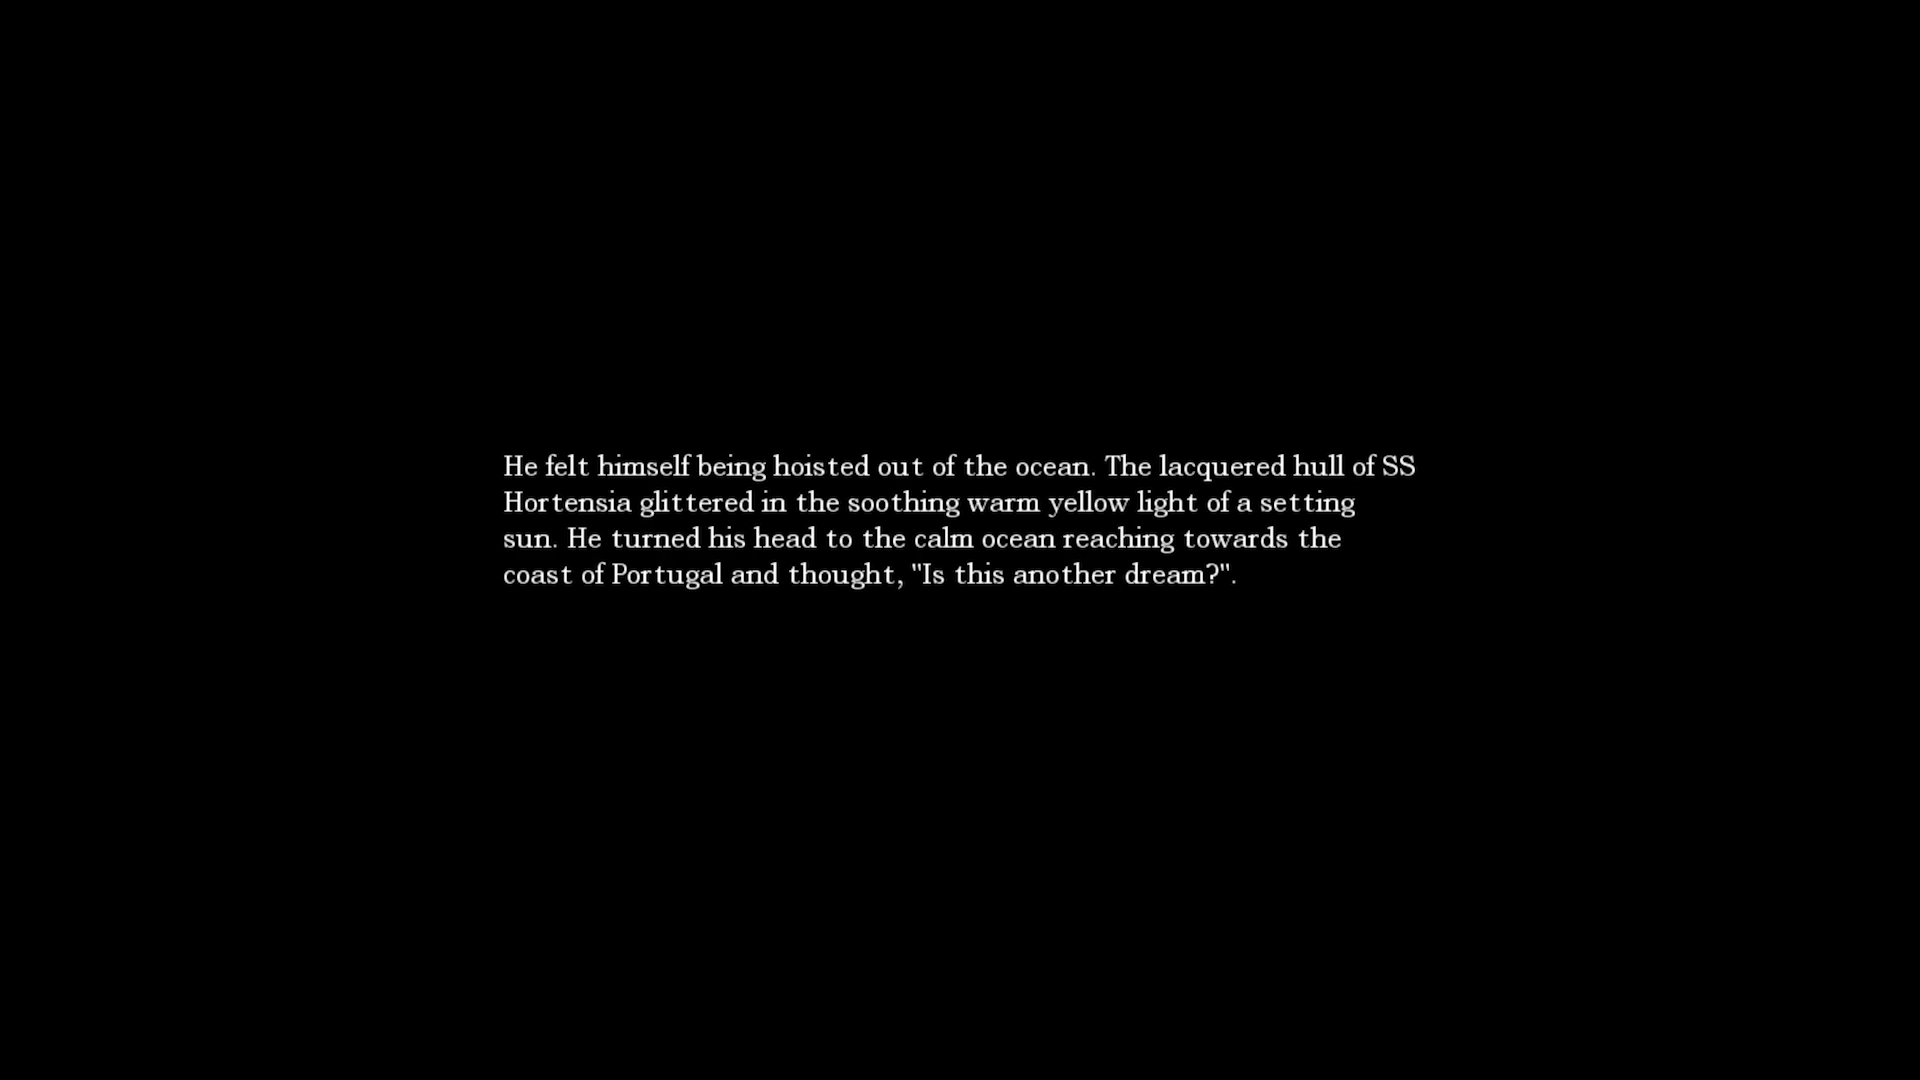 He felt himself being hoisted out of the ocean. The lacquered hull of SS
Hortensia glittered in the soothing warm yellow light of a setting
sun. He turned his head to the calm ocean reaching towards the
coast of Portugal and thought, "Is this another dream?".